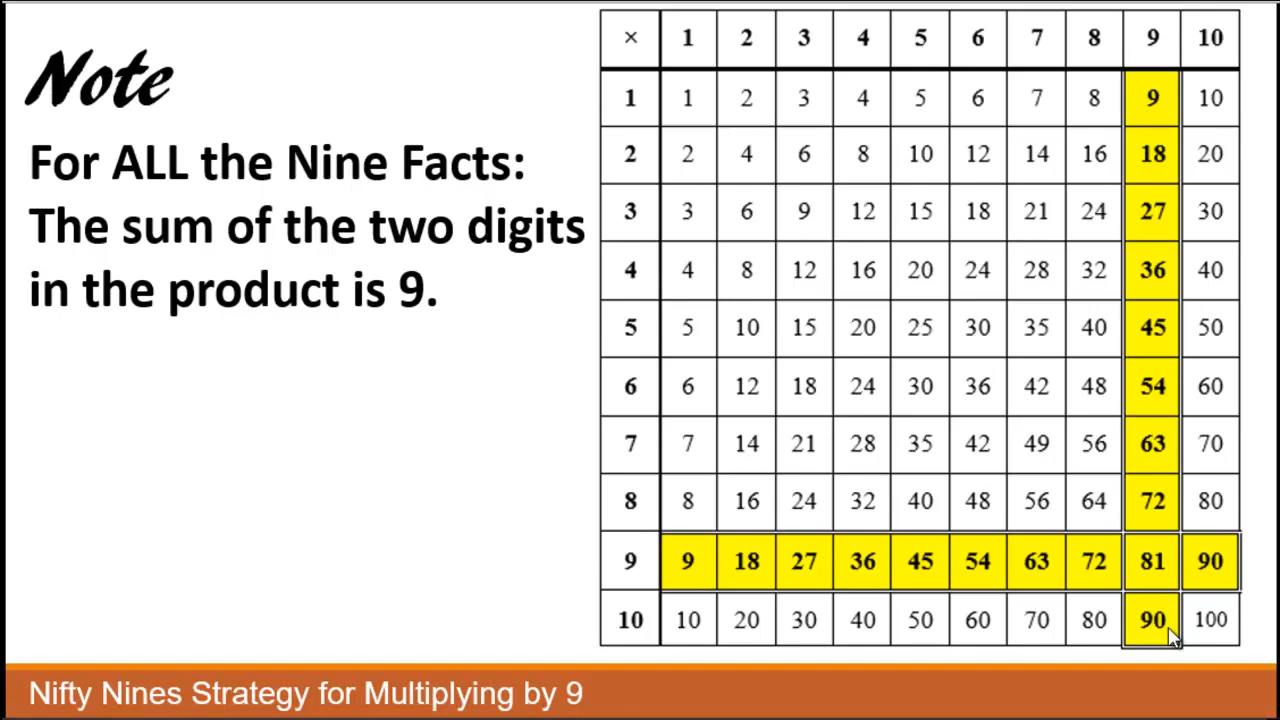 Note
For ALL the Nine Facts:
The sum of the two digits
in the product is 9.
× 1 2 3 4 5 6 7 8 9 10
1 1 2 3 4 5 6 7 8 9 10
2 2 4 6 8 10 12 14 16 18 20
3 3 6 9 12 15 18 21 24 27 30
4 4 8 12 16 20 24 28 32 36 40
5 5 10 15 20 25 30 35 40 45 50
6 6 12 18 24 30 36 42 48 54 60
7 7 14 21 28 35 42 49 56 63 70
8 8 16 24 32 40 48 56 64 72 80
9 9 18 27 36 45 54 63 72 81 90
10 10 20 30 40 50 60 70 80 90 100
Nifty Nines Strategy for Multiplying by 9